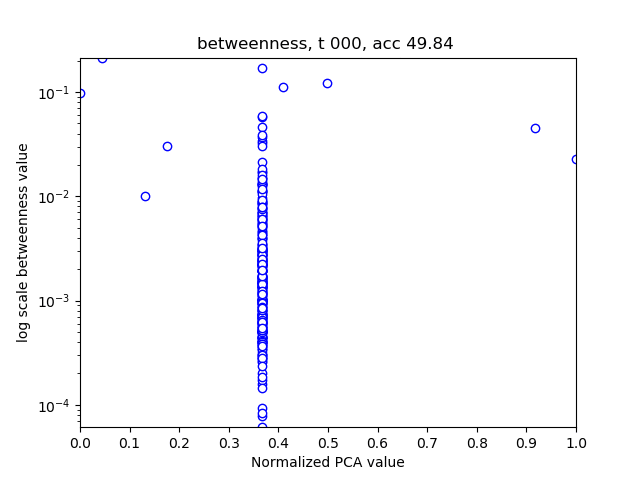 betweenness, t 000, acc 49.84
log scale betweenness value
10⁻¹
10⁻²
10⁻³
10⁻⁴
0.0 0.1 0.2 0.3 0.4 0.5 0.6 0.7 0.8 0.9 1.0
Normalized PCA value